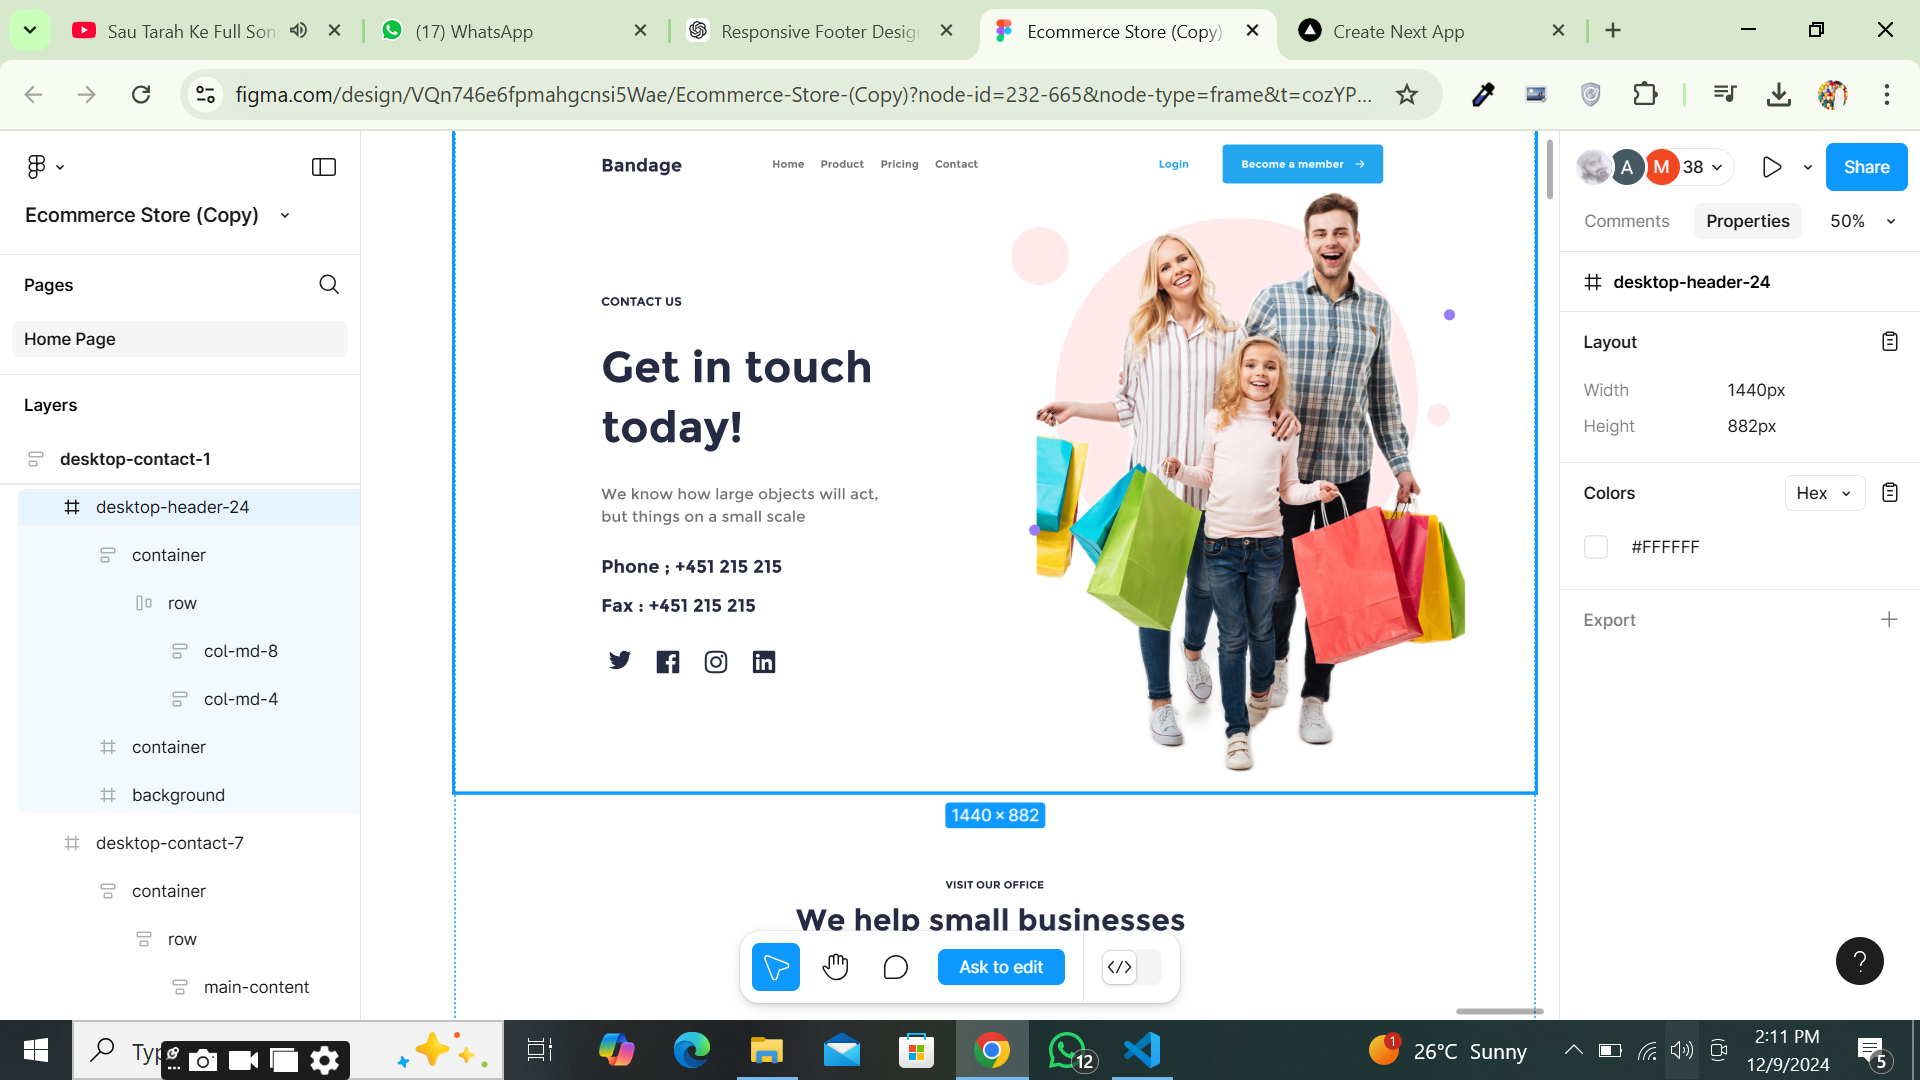 Sau Tarah Ke Full Son
(17) WhatsApp
Responsive Footer Desig
Ecommerce Store (Copy)
Create Next App
figma.com/design/VQn746e6fpmahgcnsi5Wae/Ecommerce-Store-(Copy)?node-id=232-665&node-type=frame&t=cozYP...
Ecommerce Store (Copy)
Pages
Home Page
Layers
desktop-contact-1
desktop-header-24
container
row
col-md-8
col-md-4
container
background
desktop-contact-7
container
row
main-content
Bandage
Home
Product
Pricing
Contact
Login
Become a member
CONTACT US
Get in touch
today!
We know how large objects will act,
but things on a small scale
Phone ; +451 215 215
Fax : +451 215 215
1440 × 882
VISIT OUR OFFICE
We help small businesses
Ask to edit
A
M
38
Share
Comments
Properties
50%
desktop-header-24
Layout
Width
1440px
Height
882px
Colors
Hex
#FFFFFF
Export
?
Typ
12
1
26°C Sunny
2:11 PM
12/9/2024
5